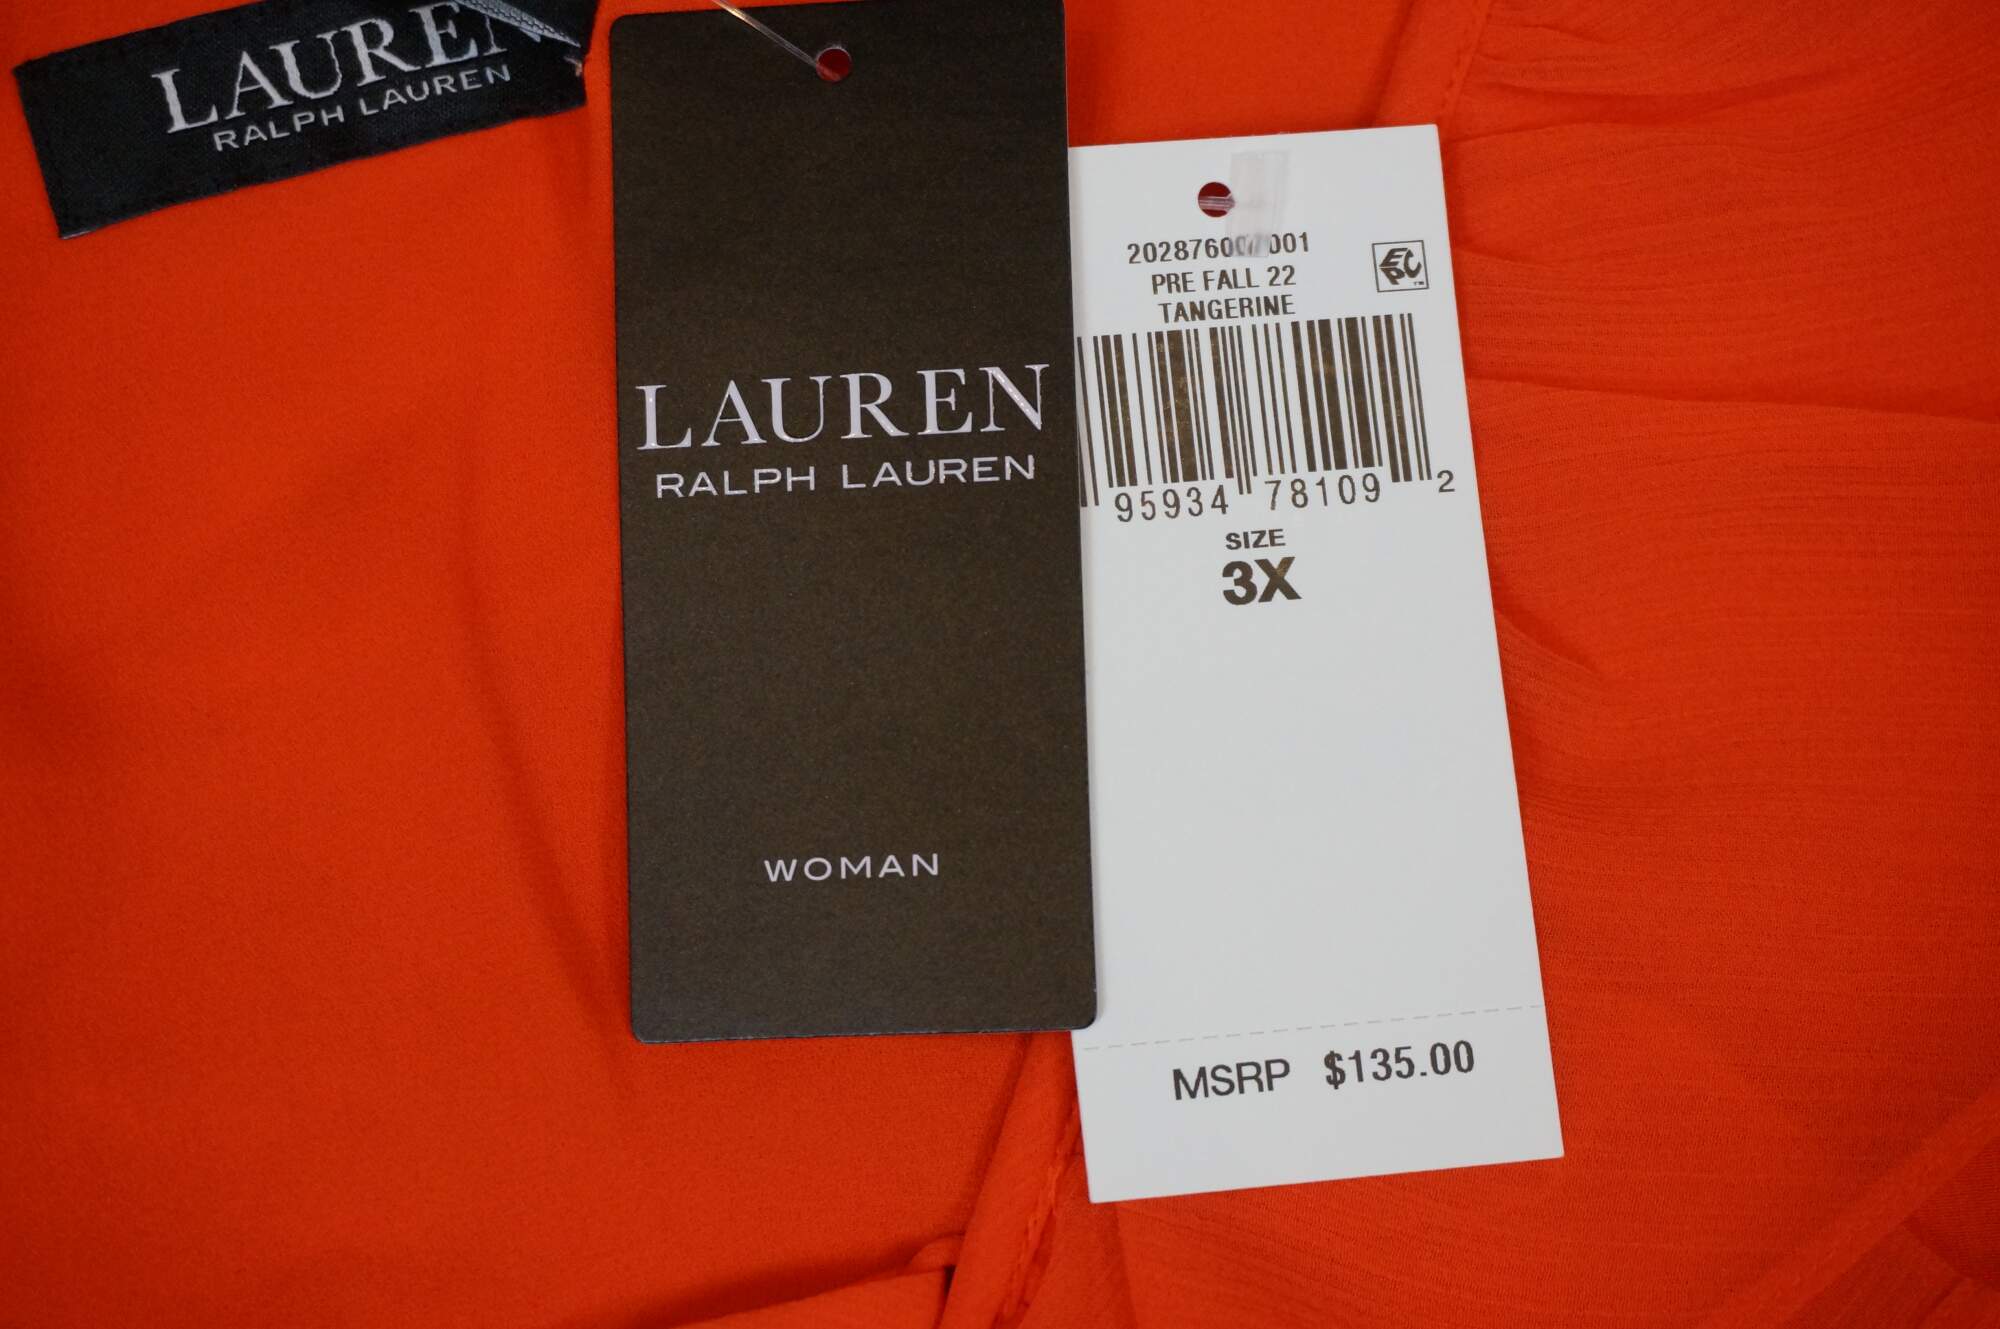 LAUREN
RALPH LAUREN
LAUREN
RALPH LAUREN
WOMAN
PRE FALL 22
TANGERINE
EPC
95934 78109 2
SIZE
3X
MSRP $135.00